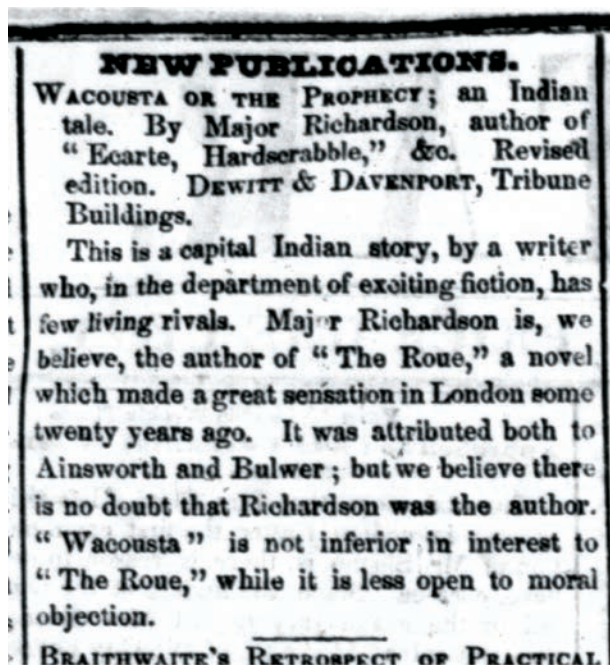 NEW PUBLICATIONS.
WACOUSTA OR THE PROPHECY; an Indian
tale. By Major Richardson, author of
"Ecarte, Hardscrabble," &c. Revised
edition. DEWITT & DAVENPORT, Tribune
Buildings.
This is a capital Indian story, by a writer
who, in the department of exciting fiction, has
few living rivals. Major Richardson is, we
believe, the author of "The Roue," a novel
which made a great sensation in London some
twenty years ago. It was attributed both to
Ainsworth and Bulwer; but we believe there
is no doubt that Richardson was the author.
"Wacousta" is not inferior in interest to
"The Roue," while it is less open to moral
objection.
BRAITHWAITE'S RETROSPECT OF PRACTICAL